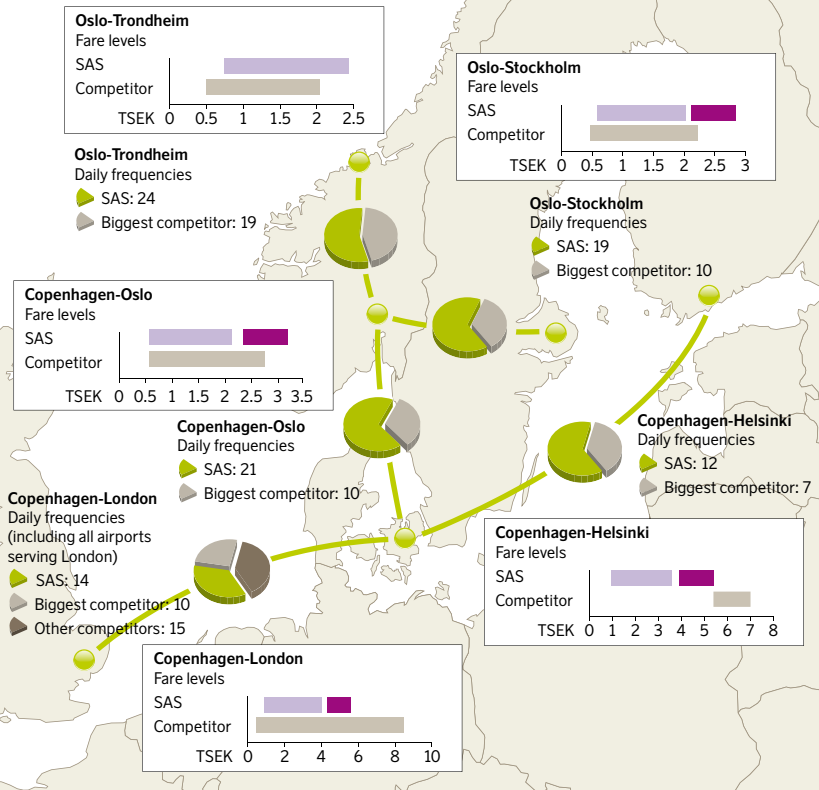 Oslo-Trondheim
Fare levels
SAS
Competitor
TSEK 0 0.5 1 1.5 2 2.5
Oslo-Stockholm
Fare levels
SAS
Competitor
TSEK 0 0.5 1 1.5 2 2.5 3
Oslo-Trondheim
Daily frequencies
SAS: 24
Biggest competitor: 19
Oslo-Stockholm
Daily frequencies
SAS: 19
Biggest competitor: 10
Copenhagen-Oslo
Fare levels
SAS
Competitor
TSEK 0 0.5 1 1.5 2 2.5 3 3.5
Copenhagen-Oslo
Daily frequencies
SAS: 21
Biggest competitor: 10
Copenhagen-Helsinki
Daily frequencies
SAS: 12
Biggest competitor: 7
Copenhagen-London
Daily frequencies
(including all airports
serving London)
SAS: 14
Biggest competitor: 10
Other competitors: 15
Copenhagen-Helsinki
Fare levels
SAS
Competitor
TSEK 0 1 2 3 4 5 6 7 8
Copenhagen-London
Fare levels
SAS
Competitor
TSEK 0 2 4 6 8 10